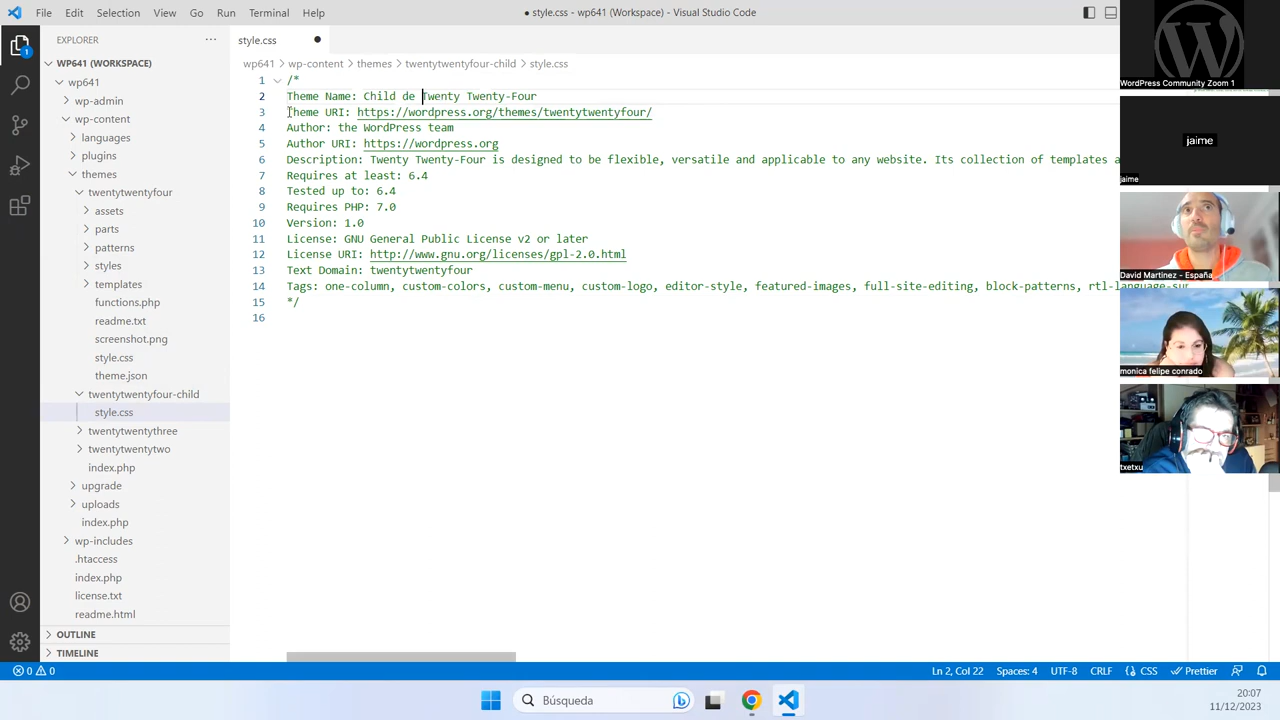 File Edit Selection View Go Run Terminal Help
● style.css - wp641 (Workspace) - Visual Studio Code
EXPLORER
1
WP641 (WORKSPACE)
wp641
wp-admin
wp-content
languages
plugins
themes
twentytwentyfour
assets
parts
patterns
styles
templates
functions.php
readme.txt
screenshot.png
style.css
theme.json
twentytwentyfour-child
style.css
twentytwentythree
twentytwentytwo
index.php
upgrade
uploads
index.php
wp-includes
.htaccess
index.php
license.txt
readme.html
OUTLINE
TIMELINE
style.css ●
wp641 > wp-content > themes > twentytwentyfour-child > style.css
1 /*
2 Theme Name: Child de Twenty Twenty-Four
3 Theme URI: https://wordpress.org/themes/twentytwentyfour/
4 Author: the WordPress team
5 Author URI: https://wordpress.org
6 Description: Twenty Twenty-Four is designed to be flexible, versatile and applicable to any website. Its collection of templates a
7 Requires at least: 6.4
8 Tested up to: 6.4
9 Requires PHP: 7.0
10 Version: 1.0
11 License: GNU General Public License v2 or later
12 License URI: http://www.gnu.org/licenses/gpl-2.0.html
13 Text Domain: twentytwentyfour
14 Tags: one-column, custom-colors, custom-menu, custom-logo, editor-style, featured-images, full-site-editing, block-patterns, rtl-language-sup
15 */
16
WordPress Community Zoom 1
jaime
jaime
David Martínez - España
monica felipe conrado
txetxu
0 0
Ln 2, Col 22 Spaces: 4 UTF-8 CRLF CSS Prettier
Búsqueda
20:07
11/12/2023